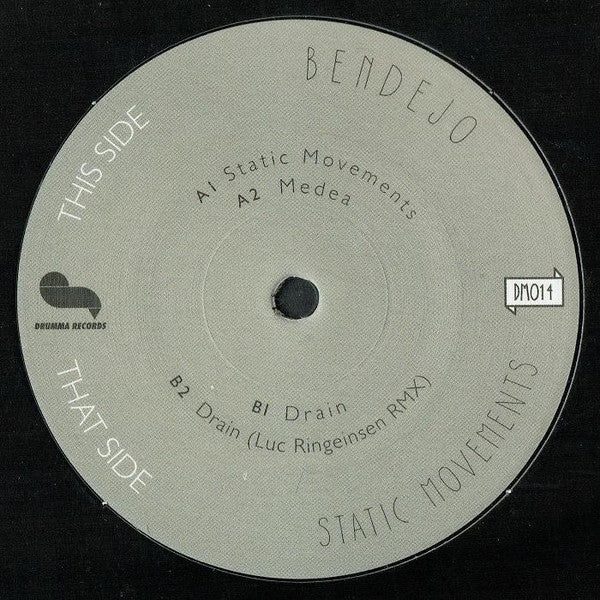 BENDEJO
THIS SIDE
A1 Static Movements
A2 Medea
DRUMMA RECORDS
DM014
THAT SIDE
B1 Drain
B2 Drain (Luc Ringeinsen RMX)
STATIC MOVEMENTS